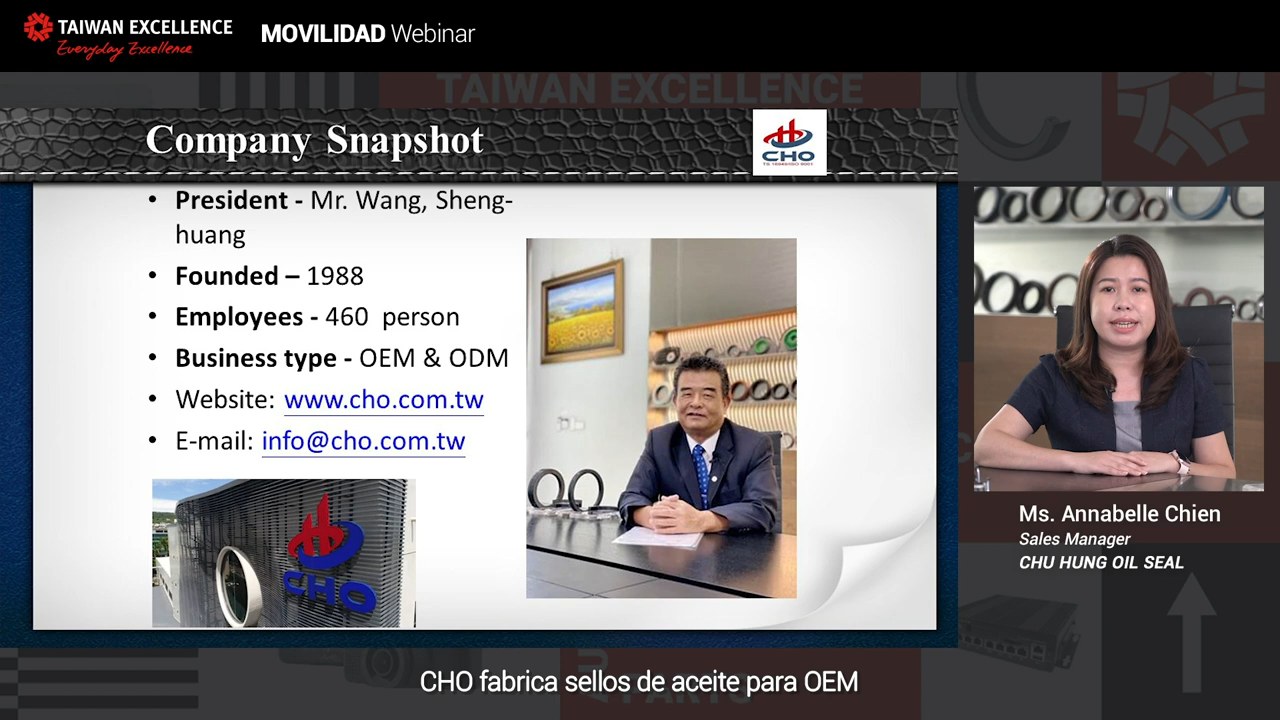 TAIWAN EXCELLENCE
Everyday Excellence
MOVILIDAD Webinar
TAIWAN EXCELLENCE
Company Snapshot
CHO
• President - Mr. Wang, Sheng-
huang
• Founded – 1988
• Employees - 460 person
• Business type - OEM & ODM
• Website: www.cho.com.tw
• E-mail: info@cho.com.tw
CHO
Ms. Annabelle Chien
Sales Manager
CHU HUNG OIL SEAL
CHO fabrica sellos de aceite para OEM